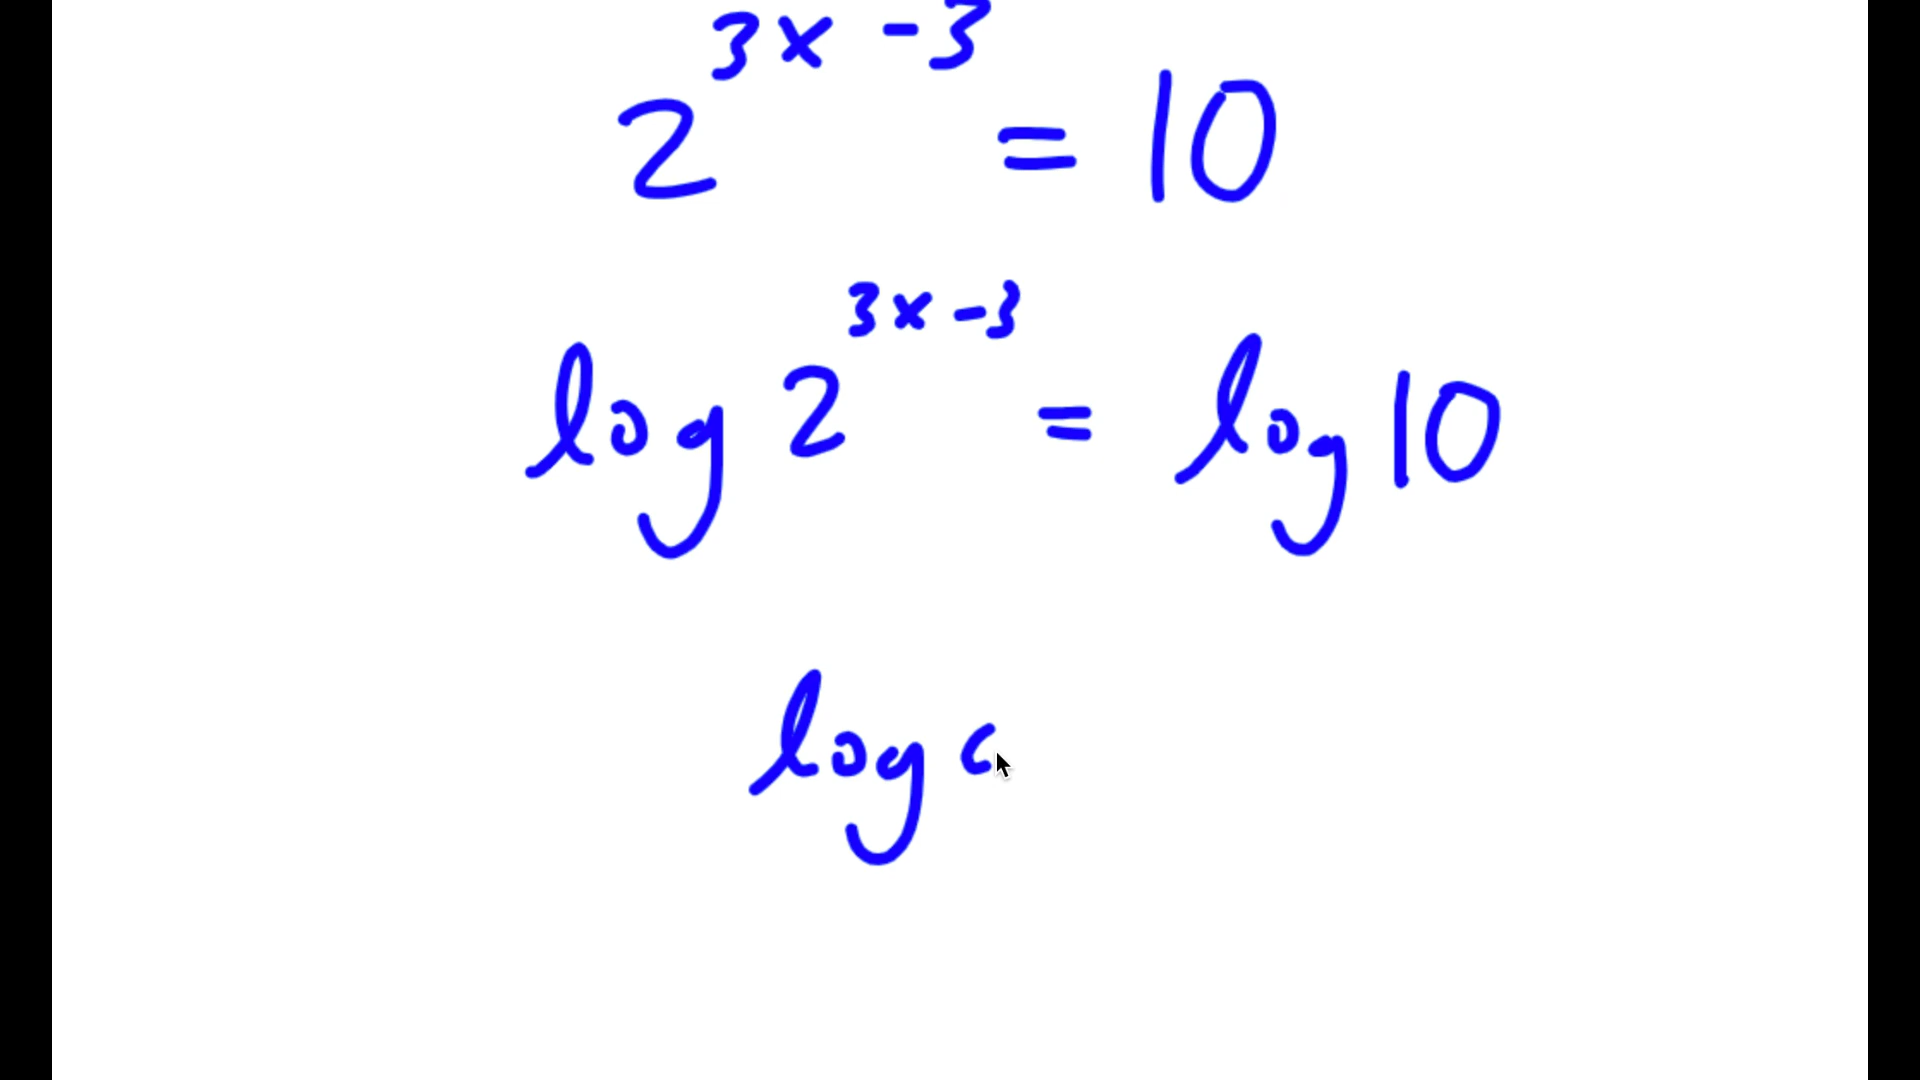 2^{3x-3} = 10
log 2^{3x-3} = log 10
log